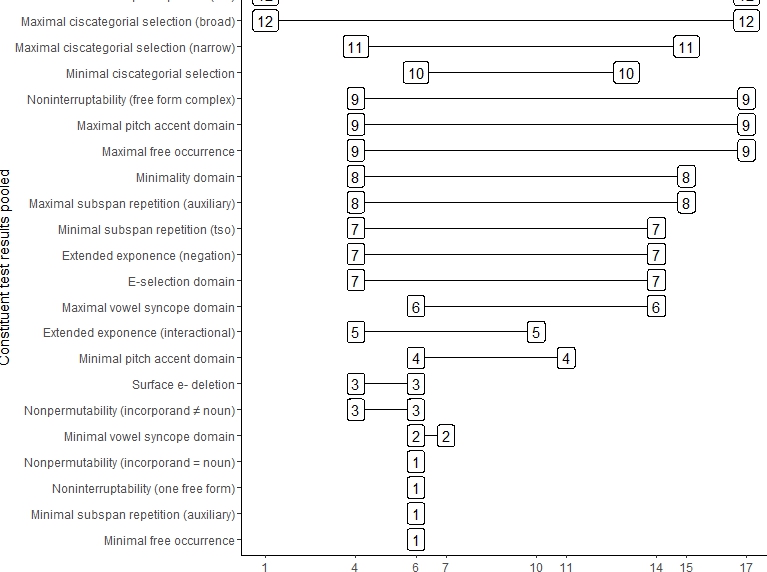 Maximal ciscategorial selection (broad) 12 12
Maximal ciscategorial selection (narrow) 11 11
Minimal ciscategorial selection 10 10
Noninterruptability (free form complex) 9 9
Maximal pitch accent domain 9 9
Maximal free occurrence 9 9
Minimality domain 8 8
Maximal subspan repetition (auxiliary) 8 8
Minimal subspan repetition (tso) 7 7
Extended exponence (negation) 7 7
E-selection domain 7 7
Maximal vowel syncope domain 6 6
Extended exponence (interactional) 5 5
Minimal pitch accent domain 4 4
Surface e- deletion 3 3
Nonpermutability (incorporand ≠ noun) 3 3
Minimal vowel syncope domain 2 2
Nonpermutability (incorporand = noun) 1
Noninterruptability (one free form) 1
Minimal subspan repetition (auxiliary) 1
Minimal free occurrence 1
1 4 6 7 10 11 14 15 17
Constituent test results pooled